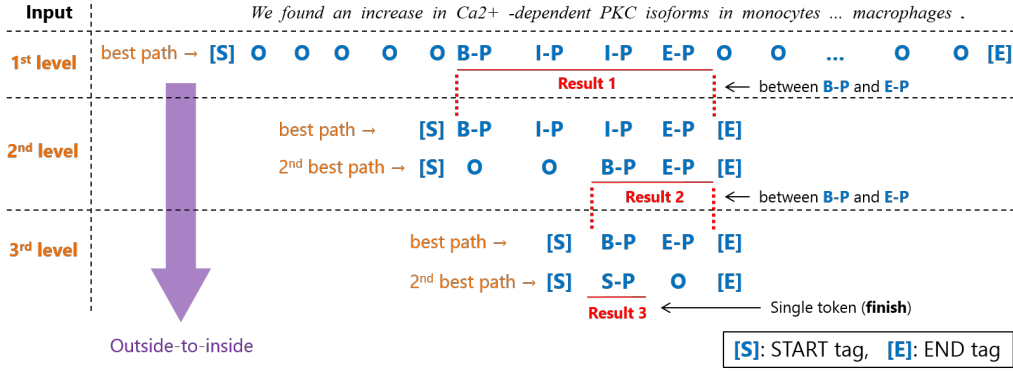 Input We found an increase in Ca2+ -dependent PKC isoforms in monocytes ... macrophages .
1st level best path → [S] O O O O O B-P I-P I-P E-P O O ... O O [E]
Result 1 ← between B-P and E-P
2nd level best path → [S] B-P I-P I-P E-P [E]
2nd best path → [S] O O B-P E-P [E]
Result 2 ← between B-P and E-P
3rd level best path → [S] B-P E-P [E]
2nd best path → [S] S-P O [E]
Result 3 ← Single token (finish)
Outside-to-inside
[S]: START tag, [E]: END tag